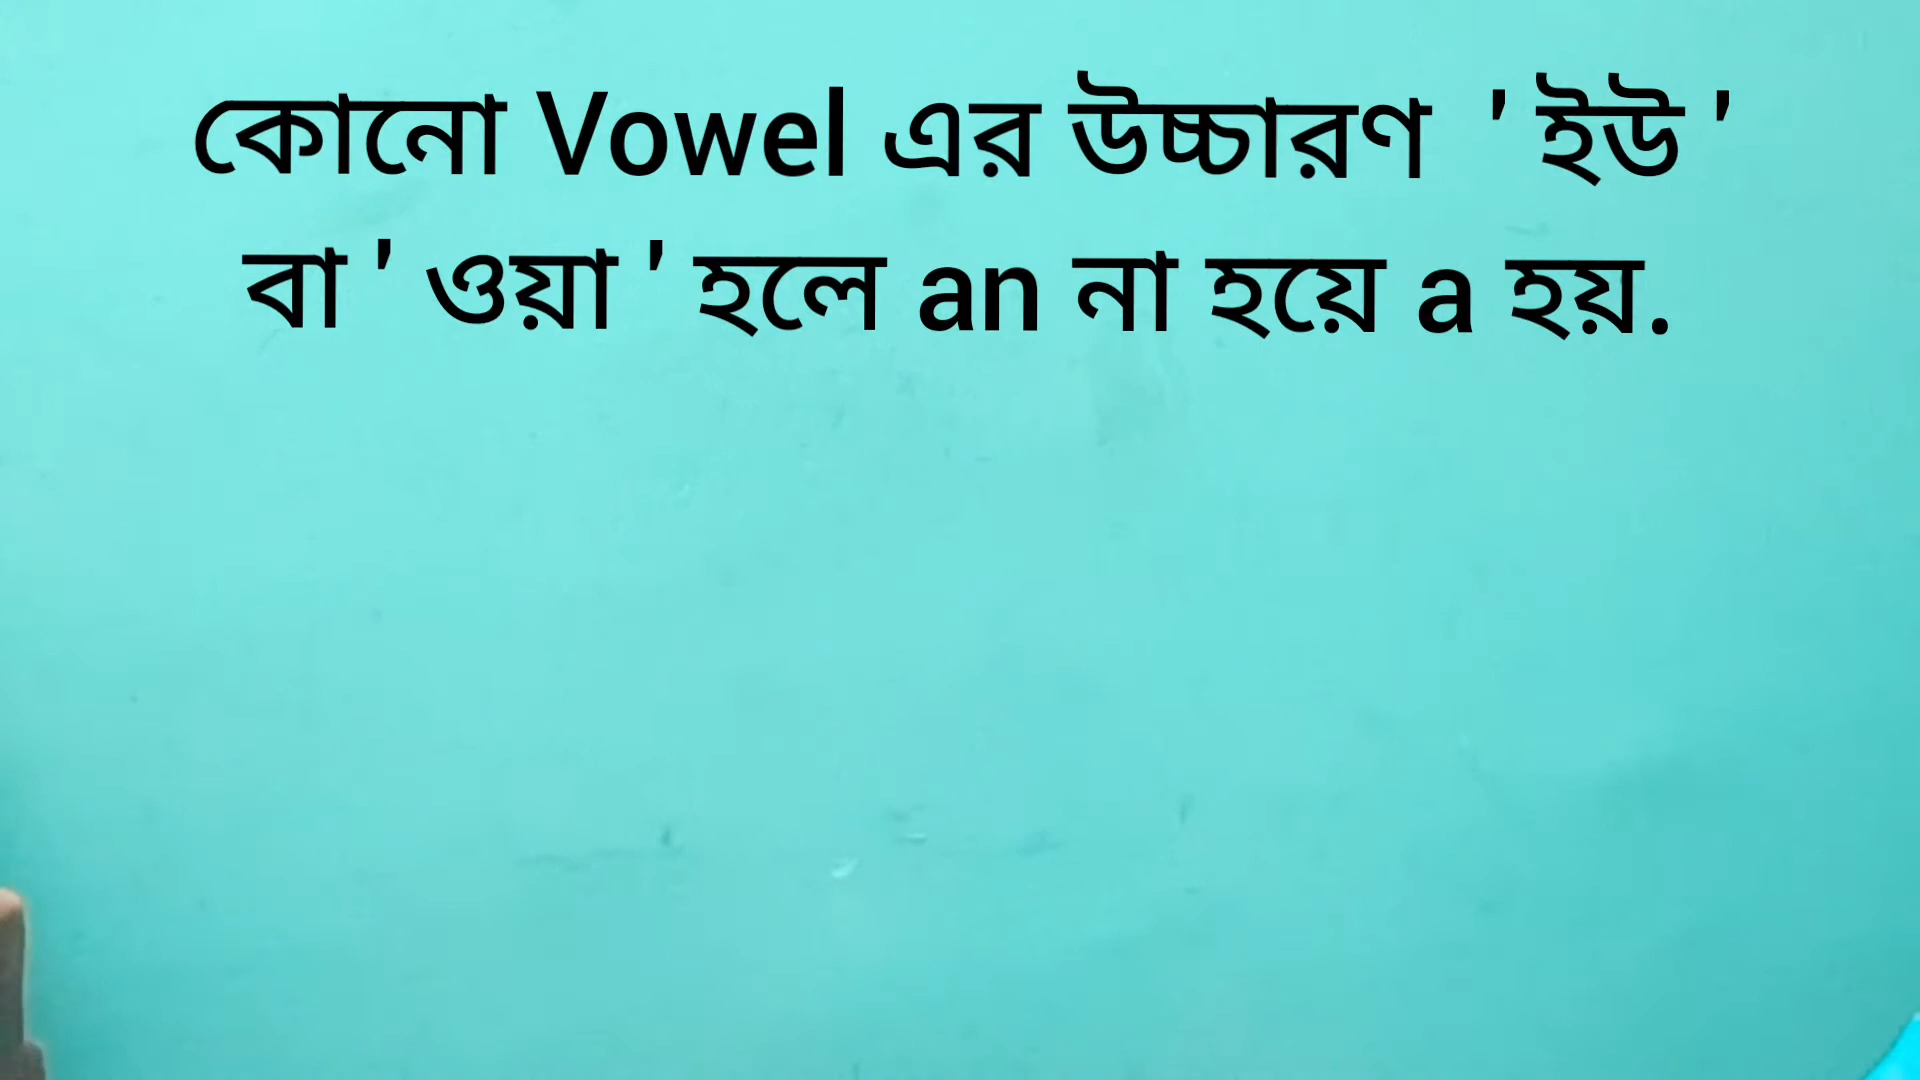 কোনো Vowel এর উচ্চারণ ' ইউ '
বা ' ওয়া ' হলে an না হয়ে a হয়.